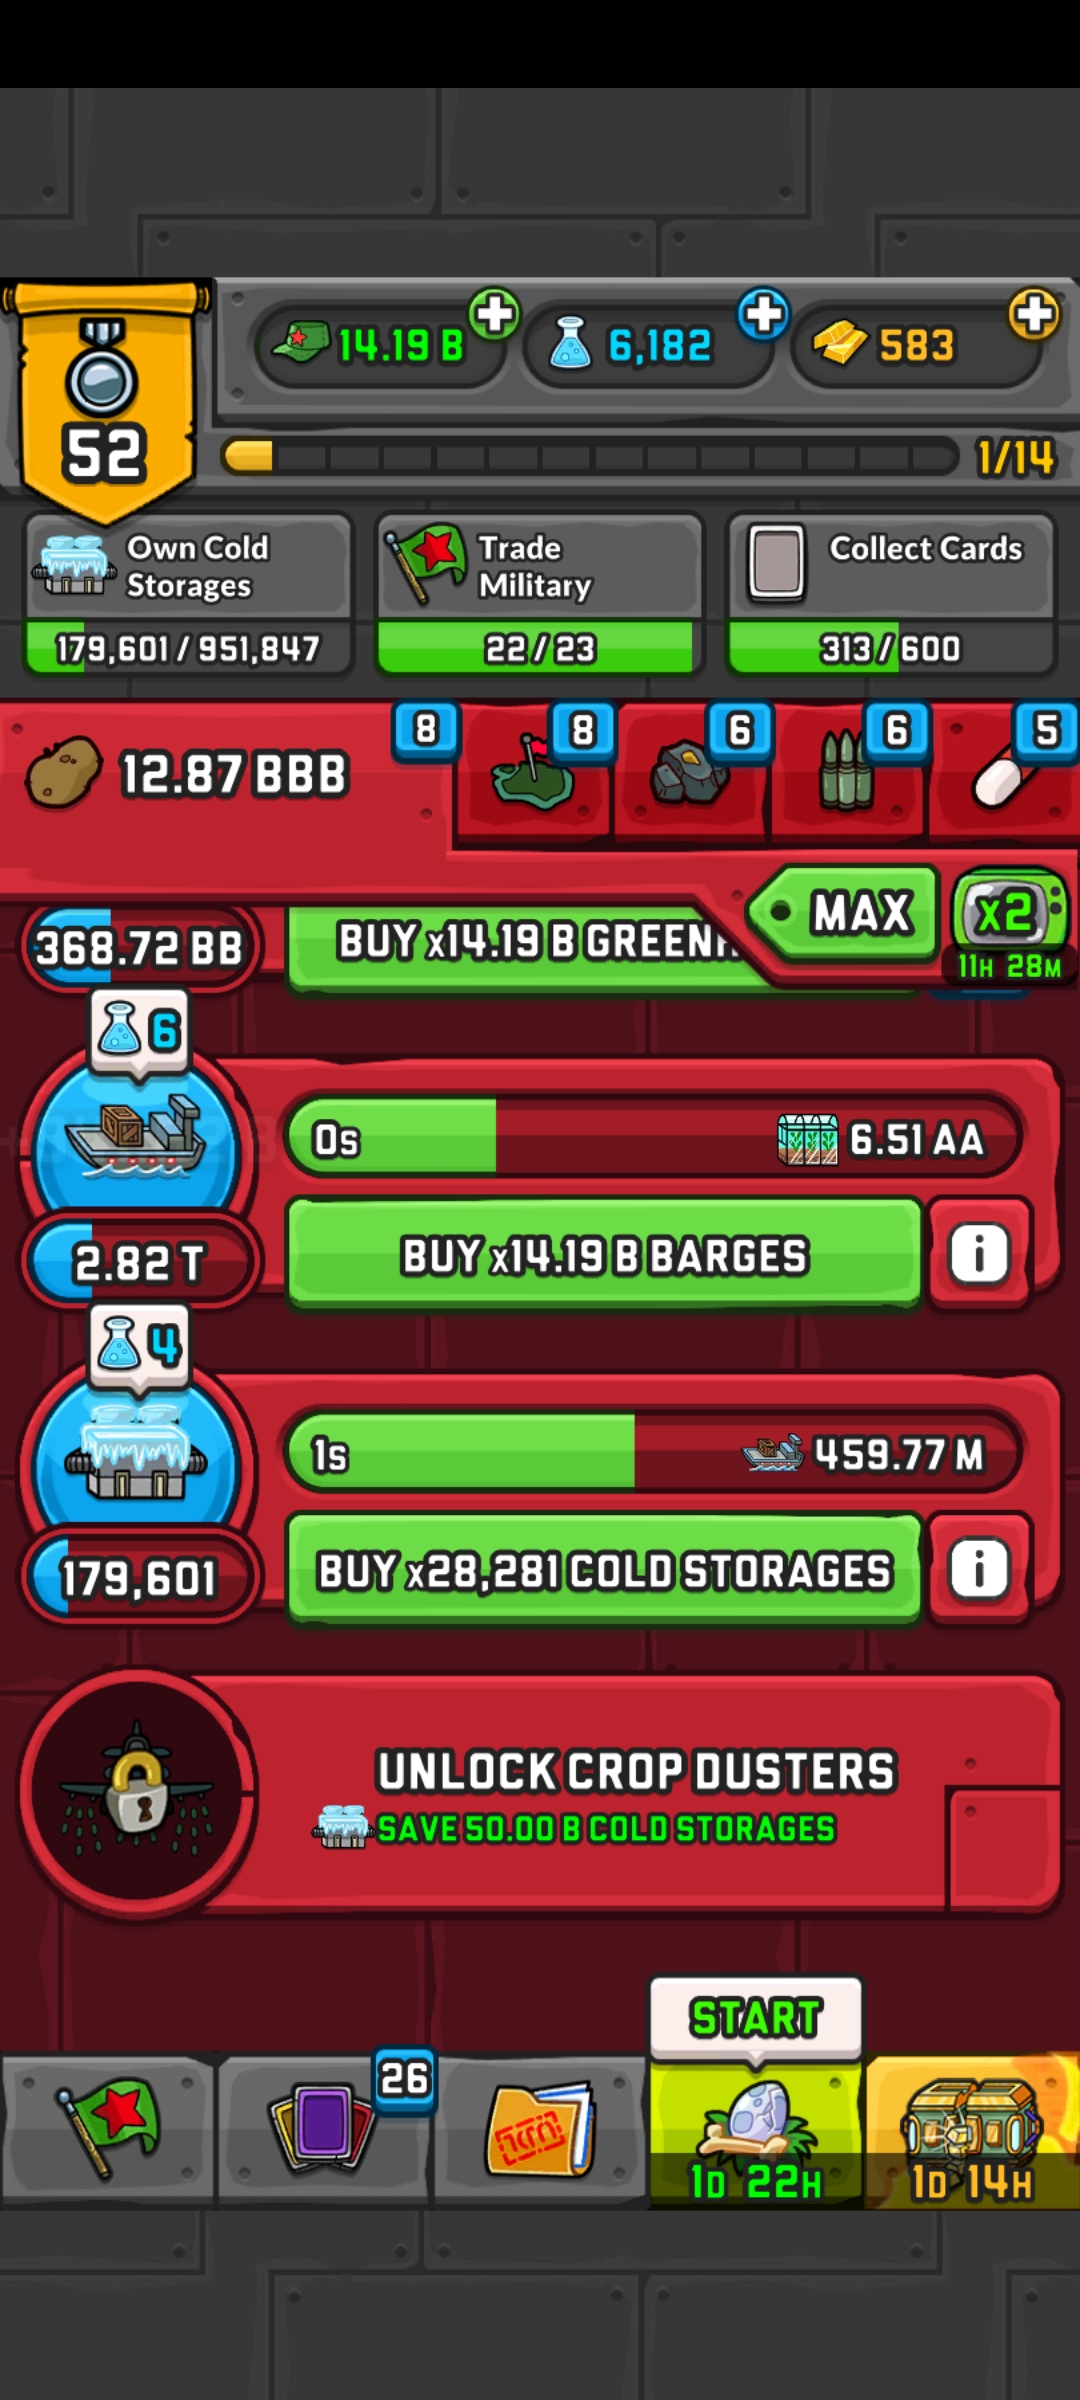 14.19 B
6,182
583
52
1/14
Own Cold
Storages
179,601 / 951,847
Trade
Military
22 / 23
Collect Cards
313 / 600
12.87 BBB
8
8
6
6
5
MAX
x2
11H 28M
368.72 BB
BUY x14.19 B
6
0s
6.51 AA
2.82 T
BUY x14.19 B BARGES
i
4
1s
459.77 M
179,601
BUY x28,281 COLD STORAGES
i
UNLOCK CROP DUSTERS
SAVE 50.00 B COLD STORAGES
START
26
1D 22H
1D 14H